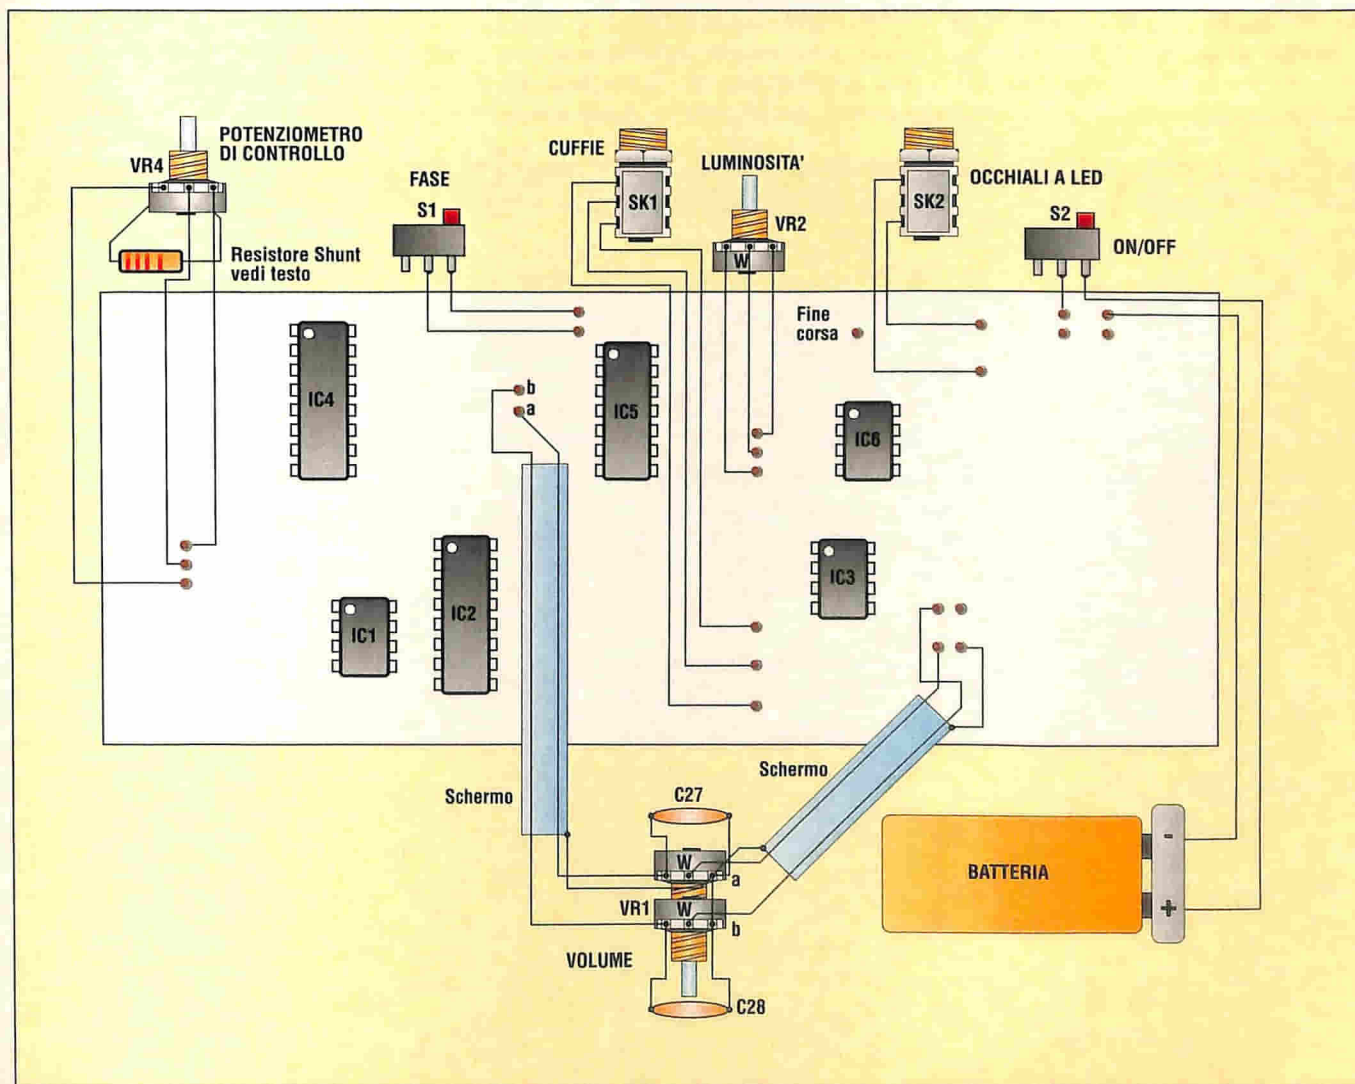 POTENZIOMETRO
DI CONTROLLO
VR4
Resistore Shunt
vedi testo
FASE
S1
CUFFIE
SK1
LUMINOSITA'
VR2
W
SK2
OCCHIALI A LED
S2
ON/OFF
Fine
corsa
IC4
b
a
IC5
IC6
IC3
IC2
IC1
Schermo
Schermo
C27
W
a
VR1
W
b
VOLUME
C28
BATTERIA
-
+